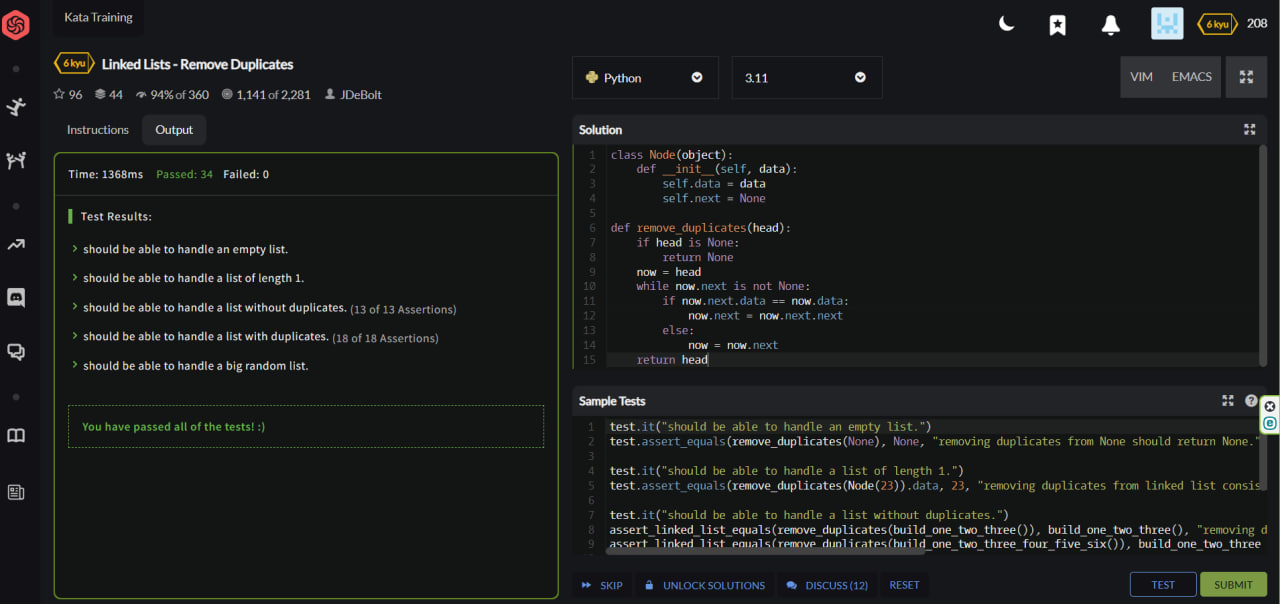 Kata Training
6 kyu 208
6 kyu Linked Lists - Remove Duplicates
96 44 94% of 360 1,141 of 2,281 JDeBolt
Instructions Output
Time: 1368ms Passed: 34 Failed: 0
Test Results:
should be able to handle an empty list.
should be able to handle a list of length 1.
should be able to handle a list without duplicates. (13 of 13 Assertions)
should be able to handle a list with duplicates. (18 of 18 Assertions)
should be able to handle a big random list.
You have passed all of the tests! :)
Python 3.11 VIM EMACS
Solution
1 class Node(object):
2     def __init__(self, data):
3         self.data = data
4         self.next = None
5
6 def remove_duplicates(head):
7     if head is None:
8         return None
9     now = head
10     while now.next is not None:
11         if now.next.data == now.data:
12             now.next = now.next.next
13         else:
14             now = now.next
15     return head
Sample Tests
1 test.it("should be able to handle an empty list.")
2 test.assert_equals(remove_duplicates(None), None, "removing duplicates from None should return None."
3
4 test.it("should be able to handle a list of length 1.")
5 test.assert_equals(remove_duplicates(Node(23)).data, 23, "removing duplicates from linked list consis
6
7 test.it("should be able to handle a list without duplicates.")
8 assert_linked_list_equals(remove_duplicates(build_one_two_three()), build_one_two_three(), "removing d
9 assert_linked_list_equals(remove_duplicates(build_one_two_three_four_five_six()), build_one_two_three
SKIP UNLOCK SOLUTIONS DISCUSS (12) RESET TEST SUBMIT